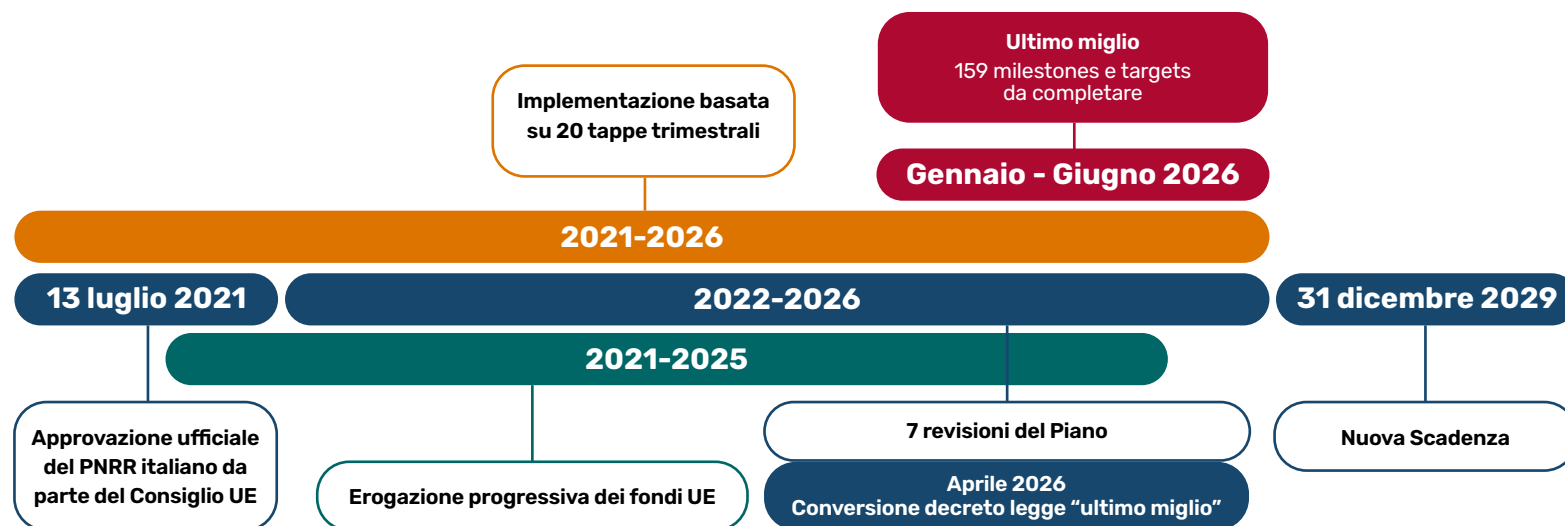 Ultimo miglio
159 milestones e targets
da completare
Implementazione basata
su 20 tappe trimestrali
Gennaio - Giugno 2026
2021-2026
13 luglio 2021
2022-2026
31 dicembre 2029
2021-2025
Approvazione ufficiale
del PNRR italiano da
parte del Consiglio UE
Erogazione progressiva dei fondi UE
7 revisioni del Piano
Aprile 2026
Conversione decreto legge “ultimo miglio”
Nuova Scadenza